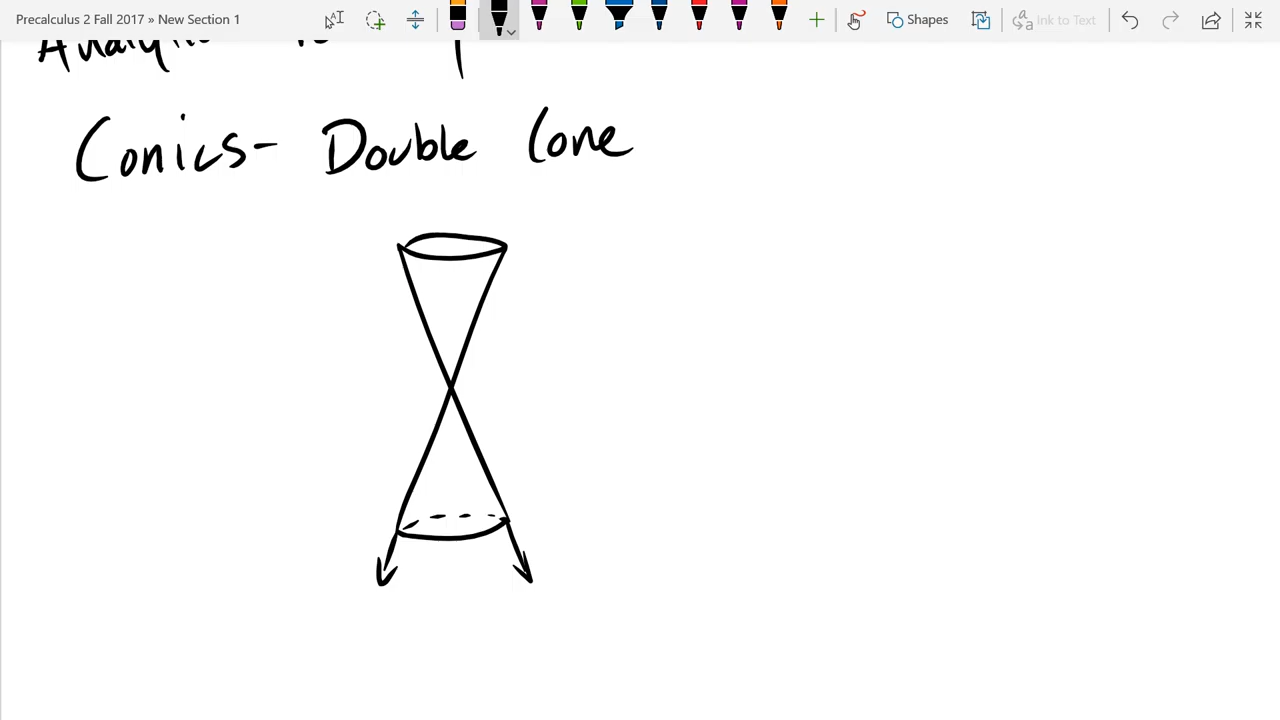 Precalculus 2 Fall 2017 » New Section 1
Shapes
Ink to Text
Conics- Double Cone